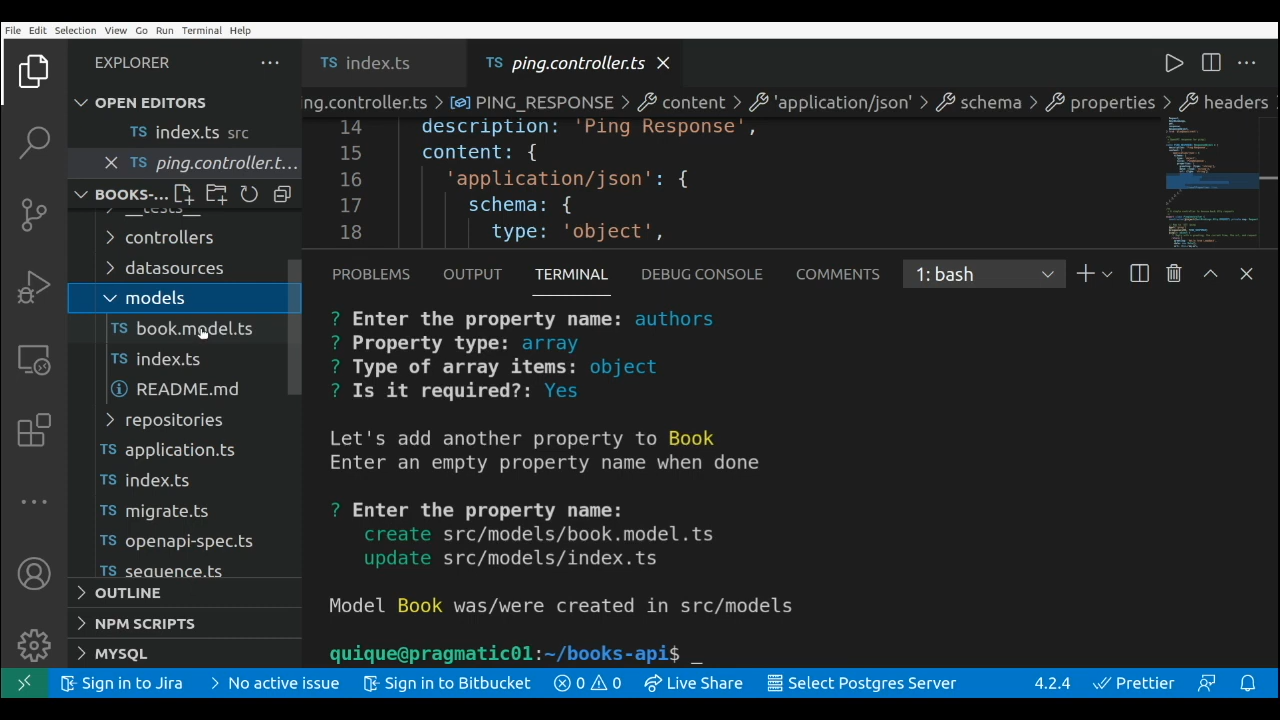 File Edit Selection View Go Run Terminal Help
EXPLORER
OPEN EDITORS
TS index.ts src
TS ping.controller.t...
BOOKS-...
__tests__
controllers
datasources
models
TS book.model.ts
TS index.ts
README.md
repositories
TS application.ts
TS index.ts
TS migrate.ts
TS openapi-spec.ts
TS sequence.ts
OUTLINE
NPM SCRIPTS
MYSQL
TS index.ts
TS ping.controller.ts
ing.controller.ts > PING_RESPONSE > content > 'application/json' > schema > properties > headers
14 description: 'Ping Response',
15 content: {
16 'application/json': {
17 schema: {
18 type: 'object',
PROBLEMS OUTPUT TERMINAL DEBUG CONSOLE COMMENTS 1: bash
? Enter the property name: authors
? Property type: array
? Type of array items: object
? Is it required?: Yes
Let's add another property to Book
Enter an empty property name when done
? Enter the property name:
create src/models/book.model.ts
update src/models/index.ts
Model Book was/were created in src/models
quique@pragmatic01:~/books-api$ _
Sign in to Jira No active issue Sign in to Bitbucket 0 0 Live Share Select Postgres Server 4.2.4 Prettier